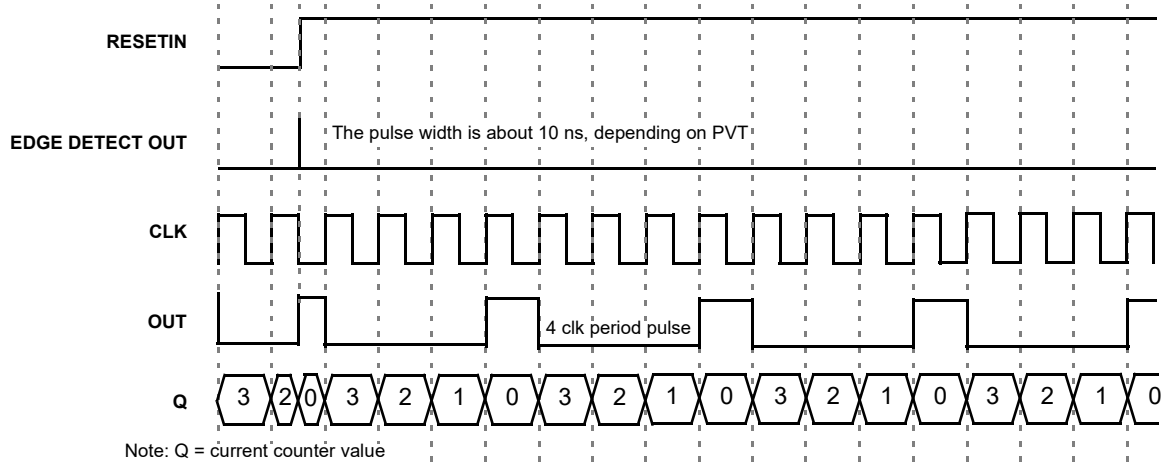 RESETIN
EDGE DETECT OUT
The pulse width is about 10 ns, depending on PVT
CLK
OUT
4 clk period pulse
Q
3 2 0 3 2 1 0 3 2 1 0 3 2 1 0 3 2 1 0
Note: Q = current counter value